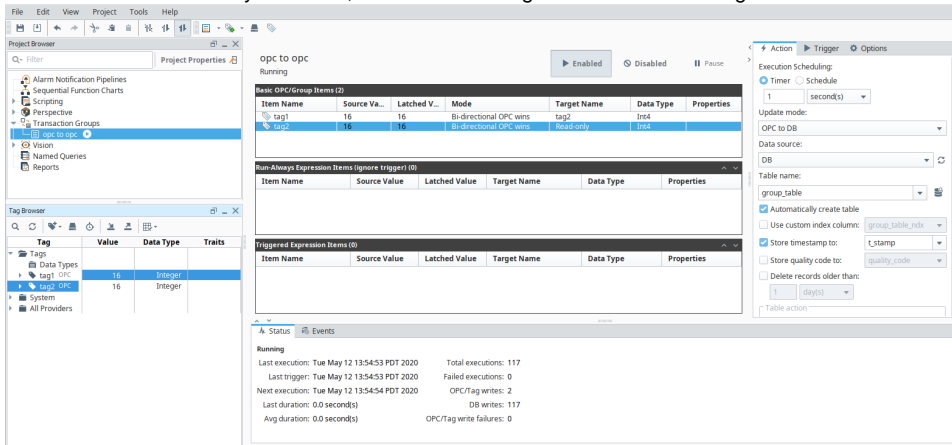 File Edit View Project Tools Help
Project Browser
Filter
Project Properties
Alarm Notification Pipelines
Sequential Function Charts
Scripting
Perspective
Transaction Groups
opc to opc
Vision
Named Queries
Reports
Tag Browser
Tag Value Data Type Traits
Tags
Data Types
tag1 OPC 16 Integer
tag2 OPC 16 Integer
System
All Providers
opc to opc
Running
Enabled Disabled Pause
Basic OPC/Group Items (2)
Item Name Source Va... Latched V... Mode Target Name Data Type Properties
tag1 16 16 Bi-directional OPC wins tag2 Int4
tag2 16 16 Bi-directional OPC wins Read-only Int4
Run-Always Expression Items (ignore trigger) (0)
Item Name Source Value Latched Value Target Name Data Type Properties
Triggered Expression Items (0)
Item Name Source Value Latched Value Target Name Data Type Properties
Status Events
Running
Last execution: Tue May 12 13:54:53 PDT 2020 Total executions: 117
Last trigger: Tue May 12 13:54:53 PDT 2020 Failed executions: 0
Next execution: Tue May 12 13:54:54 PDT 2020 OPC/Tag writes: 2
Last duration: 0.0 second(s) DB writes: 117
Avg duration: 0.0 second(s) OPC/Tag write failures: 0
Action Trigger Options
Execution Scheduling:
Timer Schedule
1 second(s)
Update mode:
OPC to DB
Data source:
DB
Table name:
group_table
Automatically create table
Use custom index column: group_table_ndx
Store timestamp to: t_stamp
Store quality code to: quality_code
Delete records older than:
1 day(s)
Table action